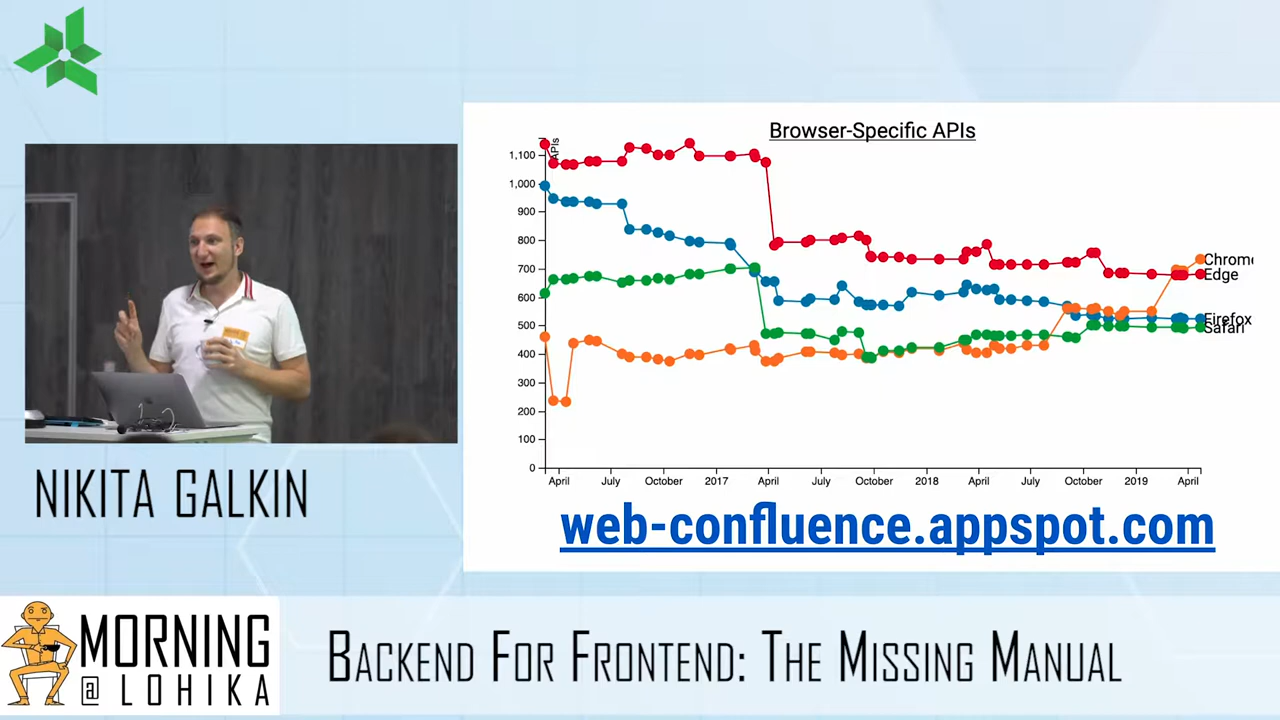 Browser-Specific APIs
APIs
1,100
1,000
900
800
700
600
500
400
300
200
100
0
April
July
October
2017
April
July
October
2018
April
July
October
2019
April
Chrome
Edge
Firefox
Safari
web-confluence.appspot.com
NIKITA GALKIN
MORNING
@ LOHIKA
BACKEND FOR FRONTEND: THE MISSING MANUAL